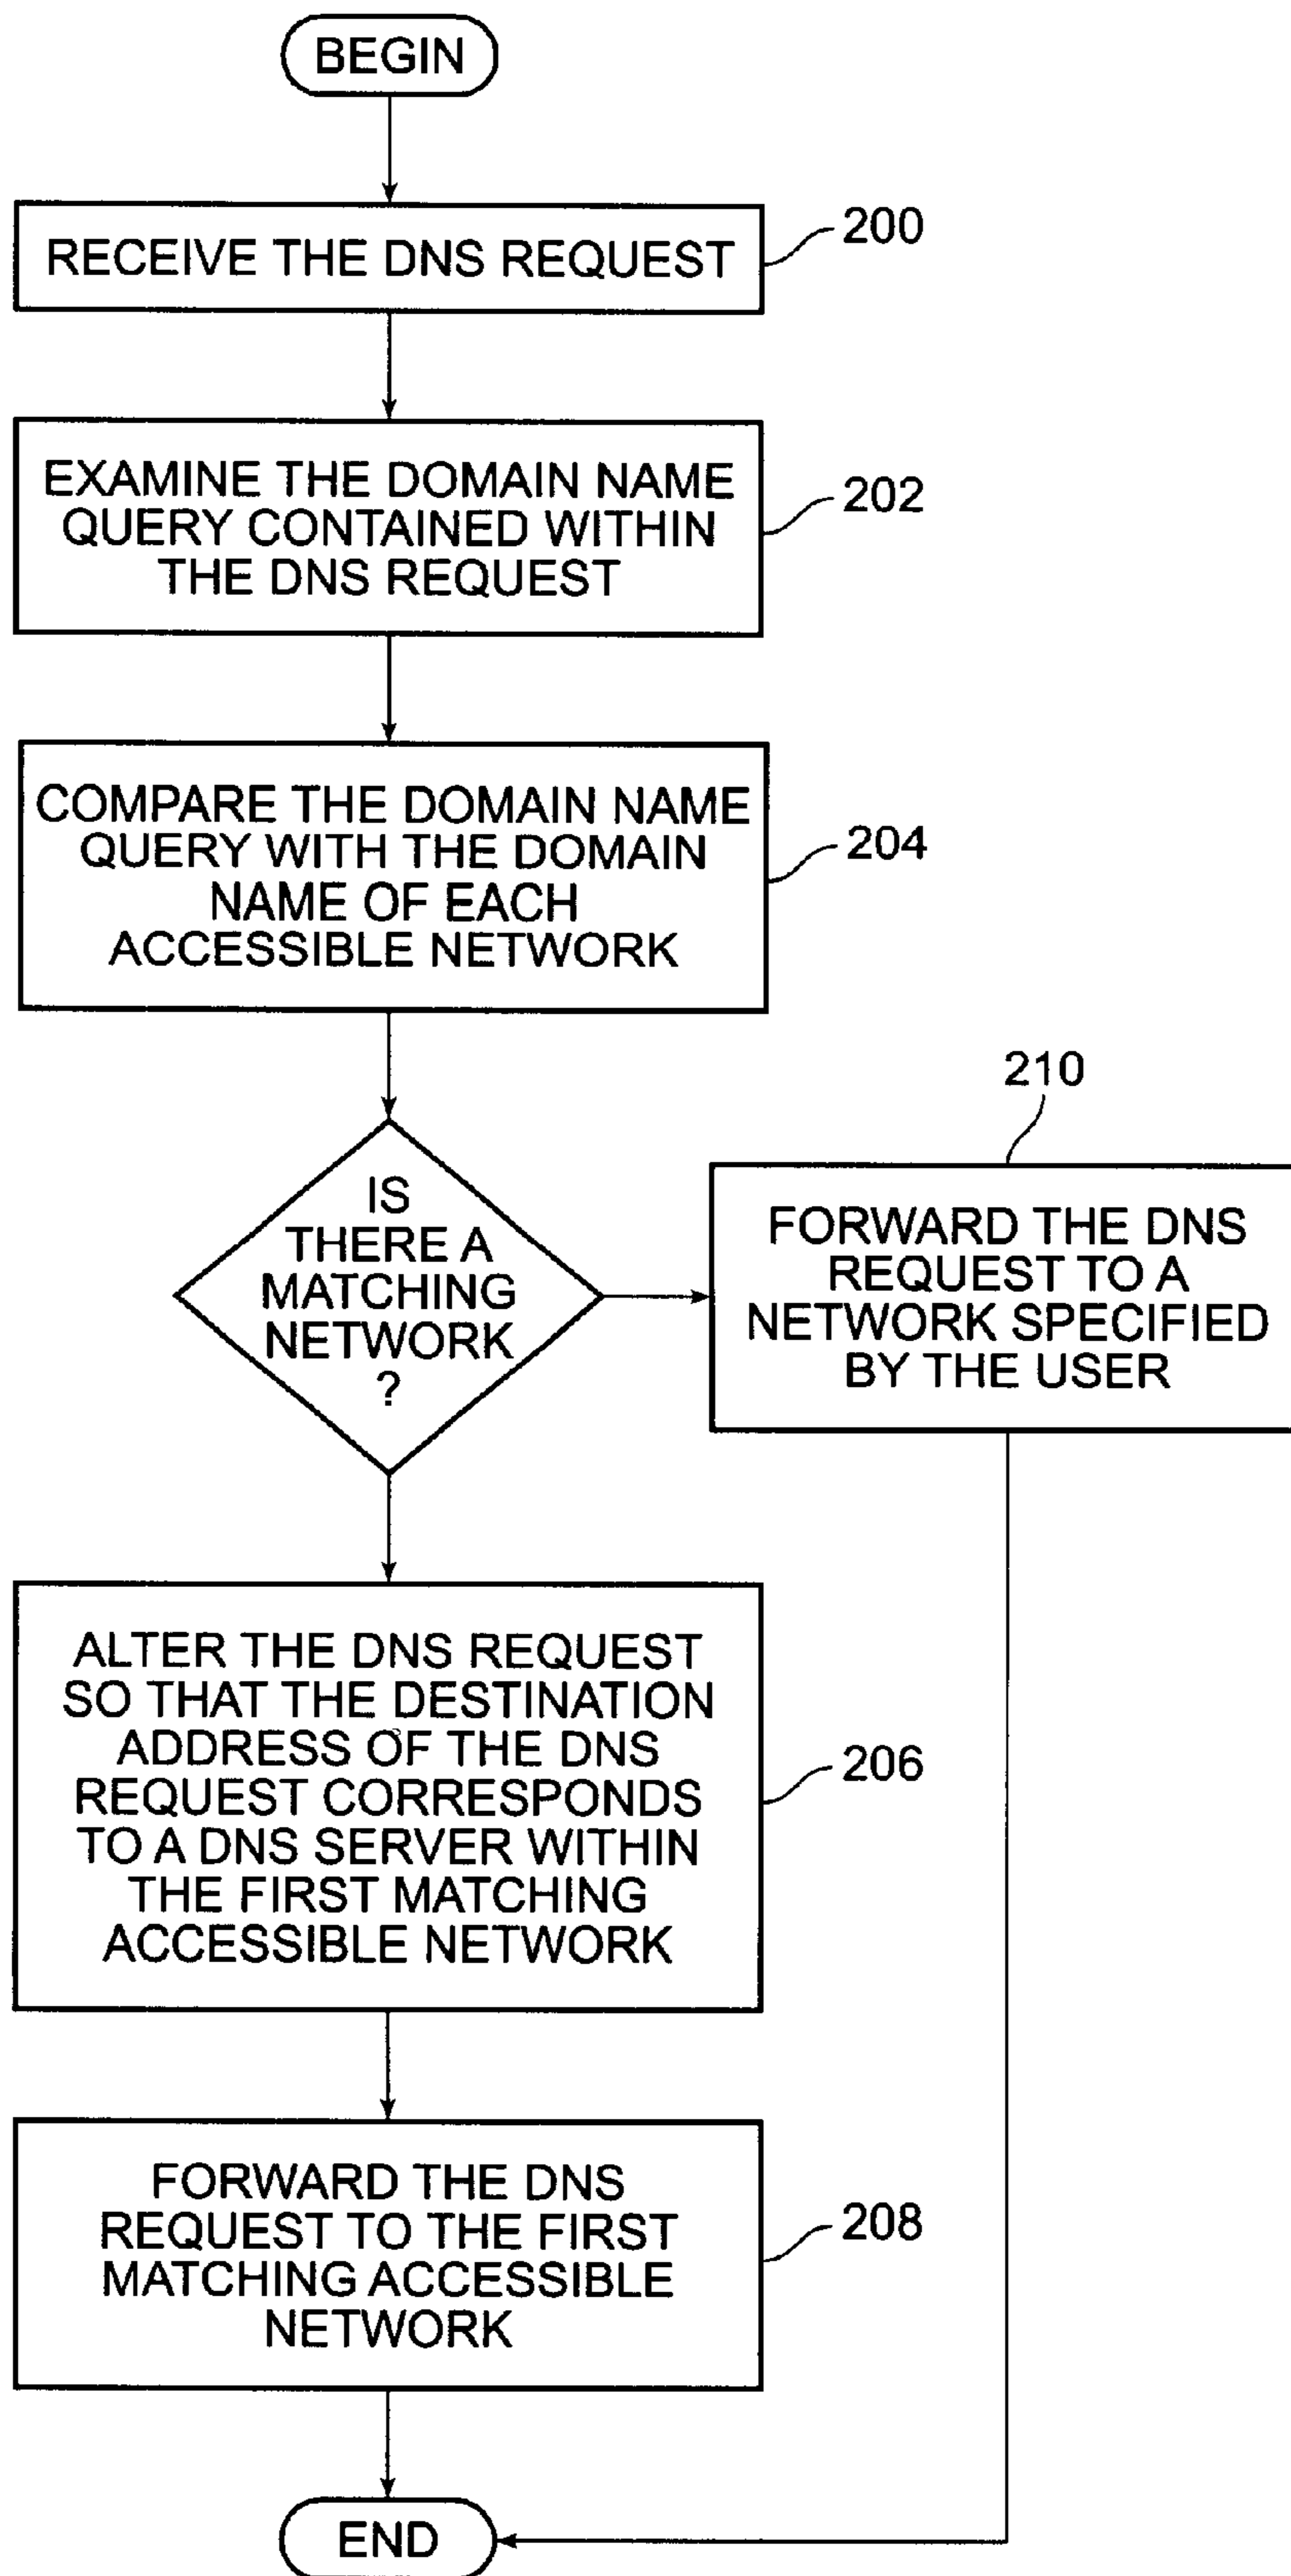 BEGIN
RECEIVE THE DNS REQUEST
200
EXAMINE THE DOMAIN NAME
QUERY CONTAINED WITHIN
THE DNS REQUEST
202
COMPARE THE DOMAIN NAME
QUERY WITH THE DOMAIN
NAME OF EACH
ACCESSIBLE NETWORK
204
IS
THERE A
MATCHING
NETWORK
?
210
FORWARD THE DNS
REQUEST TO A
NETWORK SPECIFIED
BY THE USER
ALTER THE DNS REQUEST
SO THAT THE DESTINATION
ADDRESS OF THE DNS
REQUEST CORRESPONDS
TO A DNS SERVER WITHIN
THE FIRST MATCHING
ACCESSIBLE NETWORK
206
FORWARD THE DNS
REQUEST TO THE FIRST
MATCHING ACCESSIBLE
NETWORK
208
END